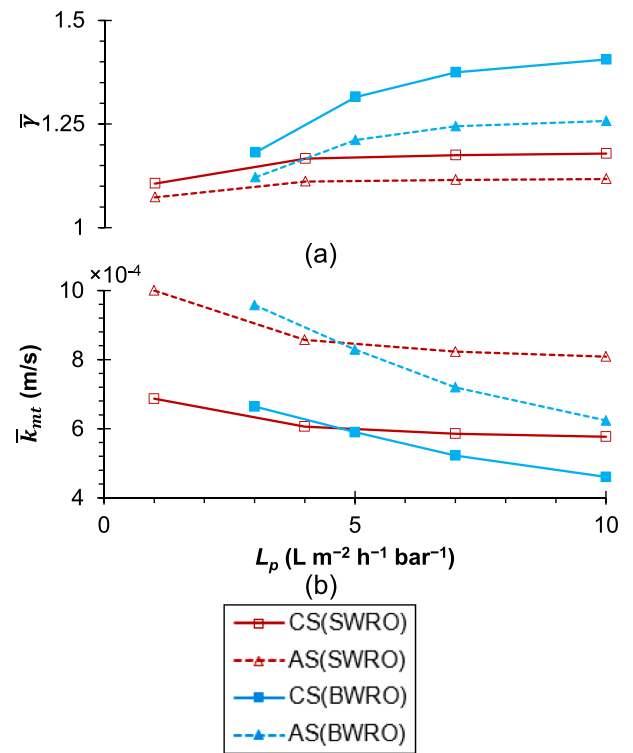 1.5
1.25
1
γ̅
(a)
×10⁻⁴
10
8
6
4
k̅ₘₜ (m/s)
0 5 10
Lₚ (L m⁻² h⁻¹ bar⁻¹)
(b)
CS(SWRO)
AS(SWRO)
CS(BWRO)
AS(BWRO)